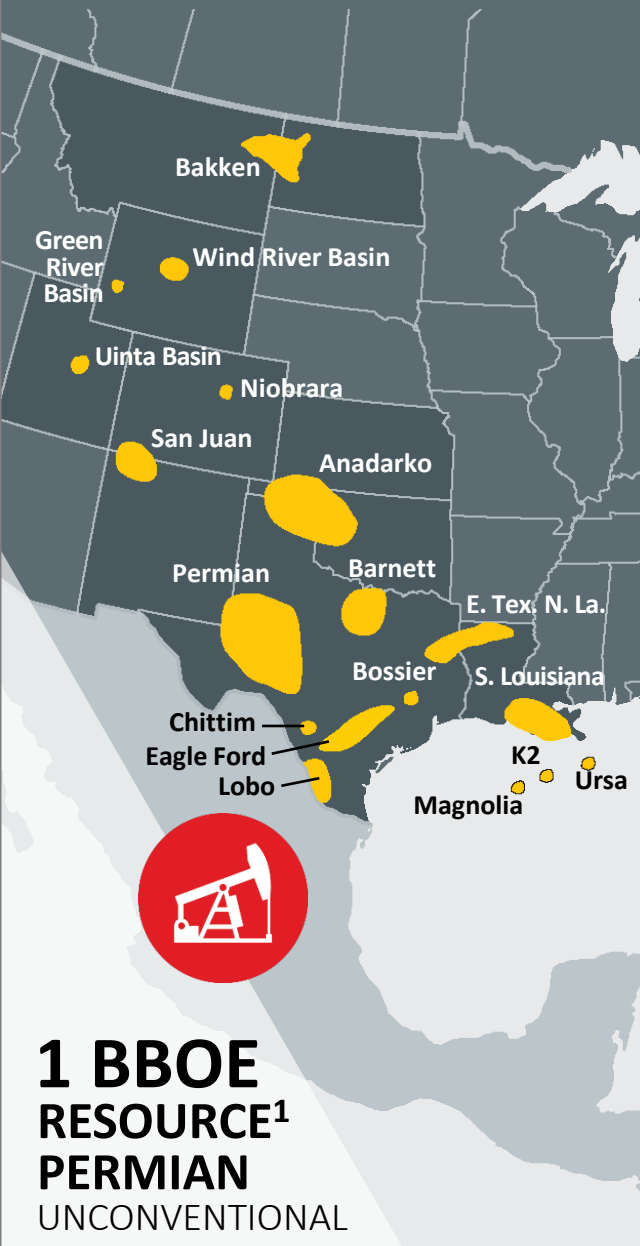 Bakken
Green
River
Basin
Wind River Basin
Uinta Basin
Niobrara
San Juan
Anadarko
Permian
Barnett
E. Tex. N. La.
Bossier
S. Louisiana
Chittim
Eagle Ford
Lobo
K2
Ursa
Magnolia
1 BBOE
RESOURCE¹
PERMIAN
UNCONVENTIONAL